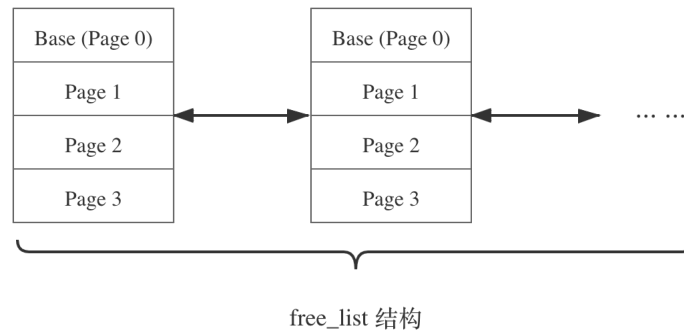 Base (Page 0)
Page 1
Page 2
Page 3
Base (Page 0)
Page 1
Page 2
Page 3
... ...
free_list 结构